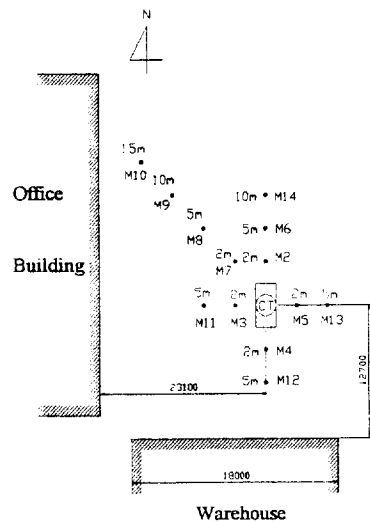 N
15m
M10
10m
M9
10m M14
Office
5m
M8
5m M6
Building
2m
M7
2m M2
5m
M11
2m
M3
CT
2m
M5
5m
M13
2m M4
5m M12
23100
12700
18000
Warehouse